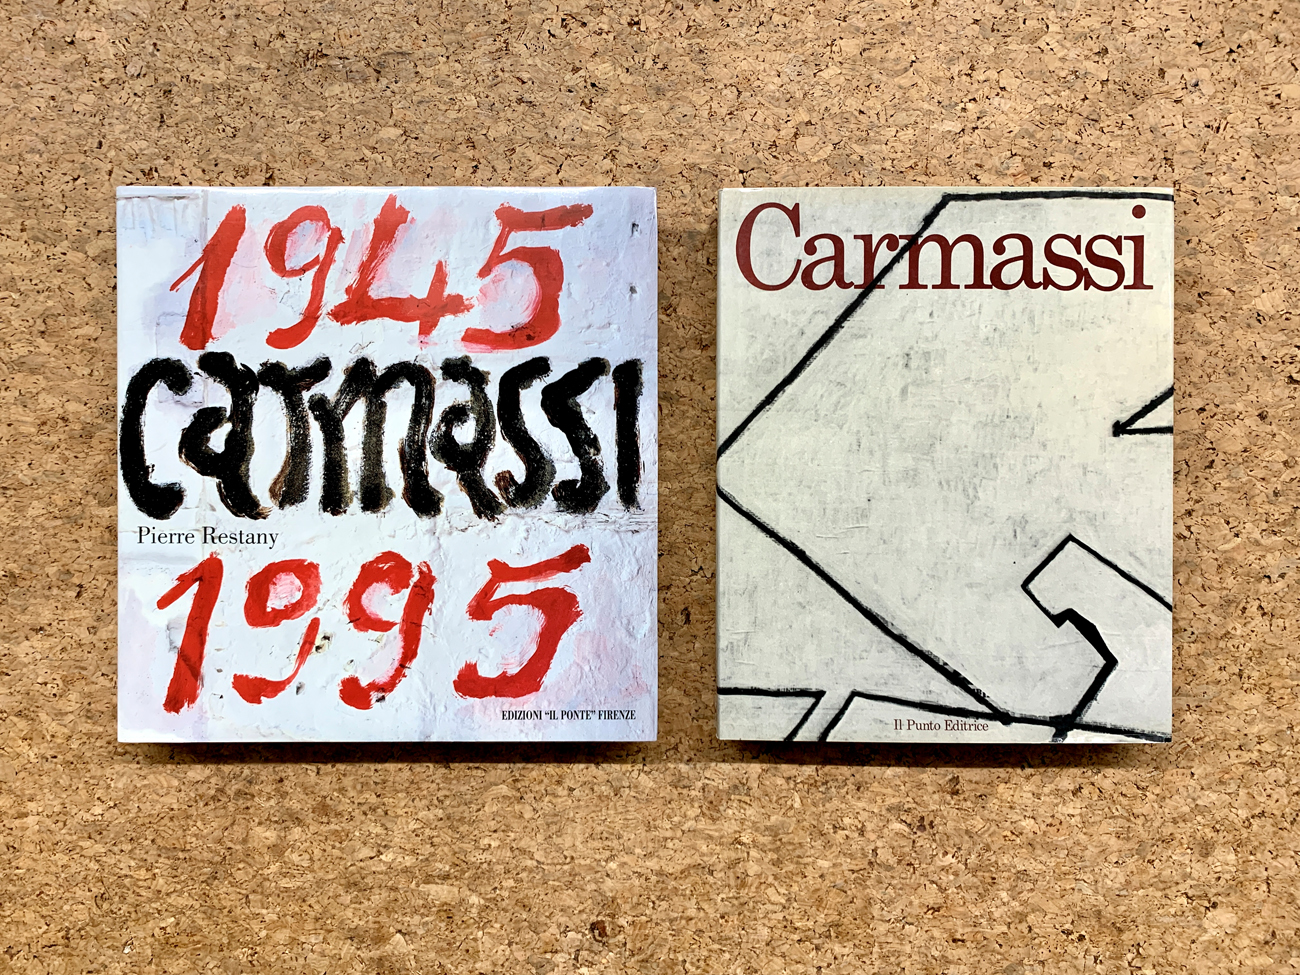 1945
carmassi
Pierre Restany
1995
EDIZIONI "IL PONTE" FIRENZE
Carmassi
Il Punto Editrice